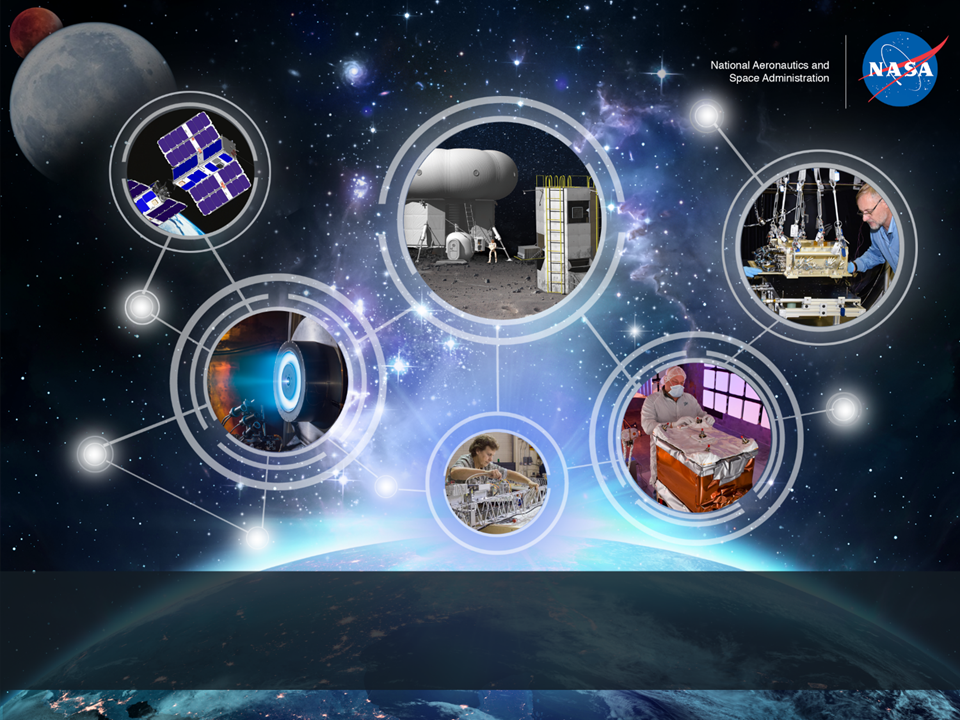 National Aeronautics and
Space Administration
NASA